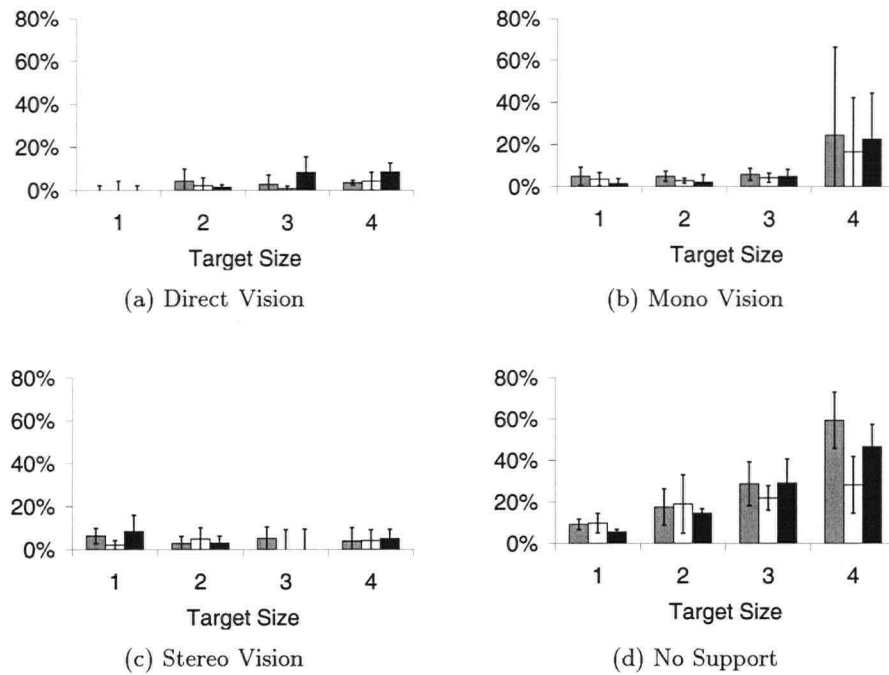 80%
60%
40%
20%
0%
1 2 3 4
Target Size
(a) Direct Vision
80%
60%
40%
20%
0%
1 2 3 4
Target Size
(b) Mono Vision
80%
60%
40%
20%
0%
1 2 3 4
Target Size
(c) Stereo Vision
80%
60%
40%
20%
0%
1 2 3 4
Target Size
(d) No Support